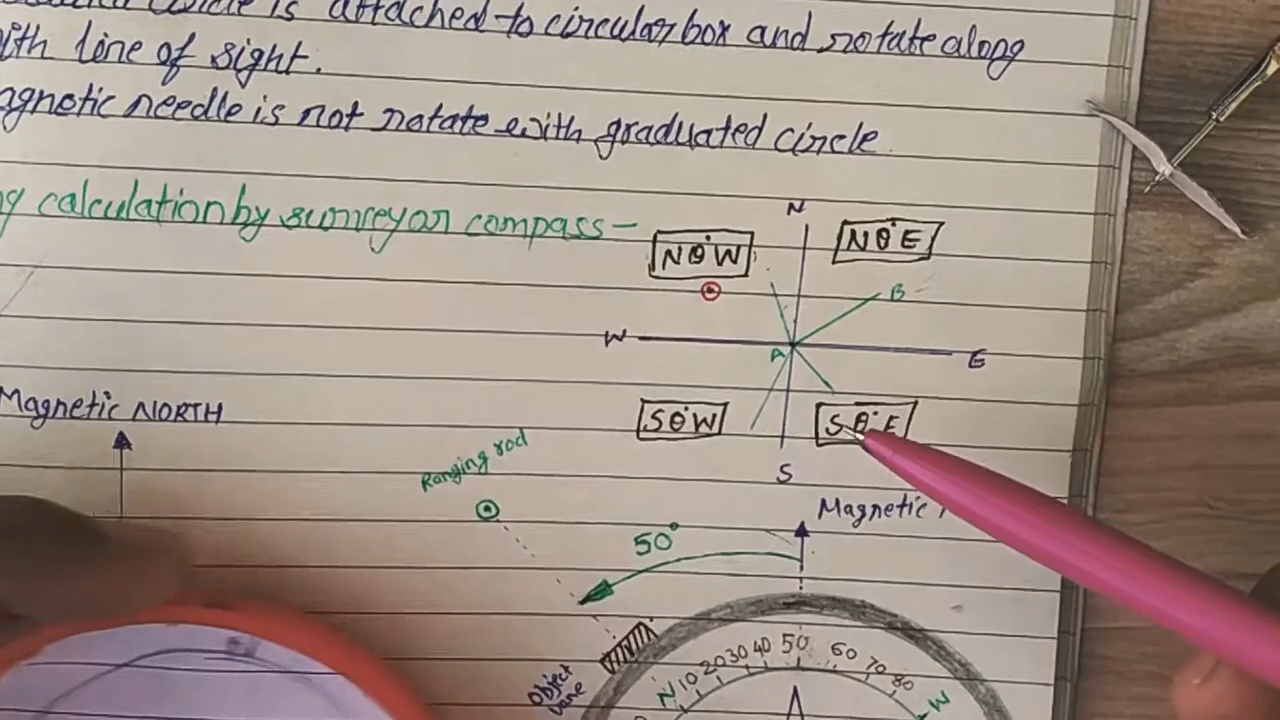 is attached to circular box and rotate along
with line of sight.
agnetic needle is not rotate with graduated circle
calculation by surveyor compass-
N
NθW
NθE
B
W
A
E
SθW
SθE
S
Magnetic NORTH
Ranging rod
Magnetic
50°
N 10 20 30 40 50 60 70 80 W
Object vane